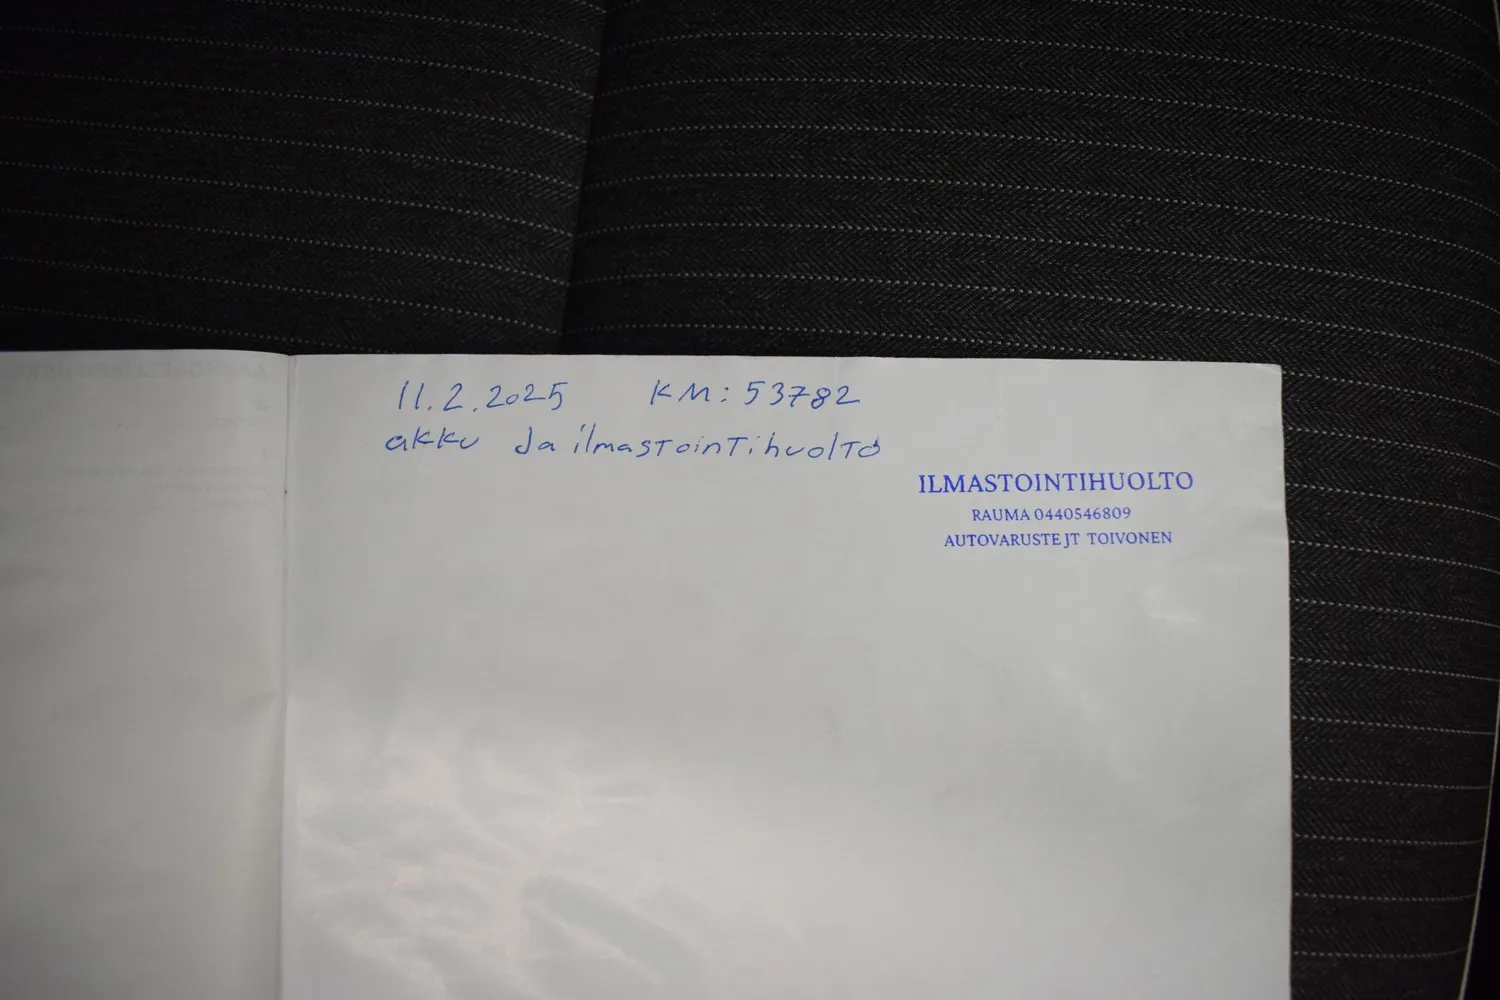 11.2.2025 KM: 53782
akku Ja ilmastointihuolto
ILMASTOINTIHUOLTO
RAUMA 0440546809
AUTOVARUSTE JT TOIVONEN